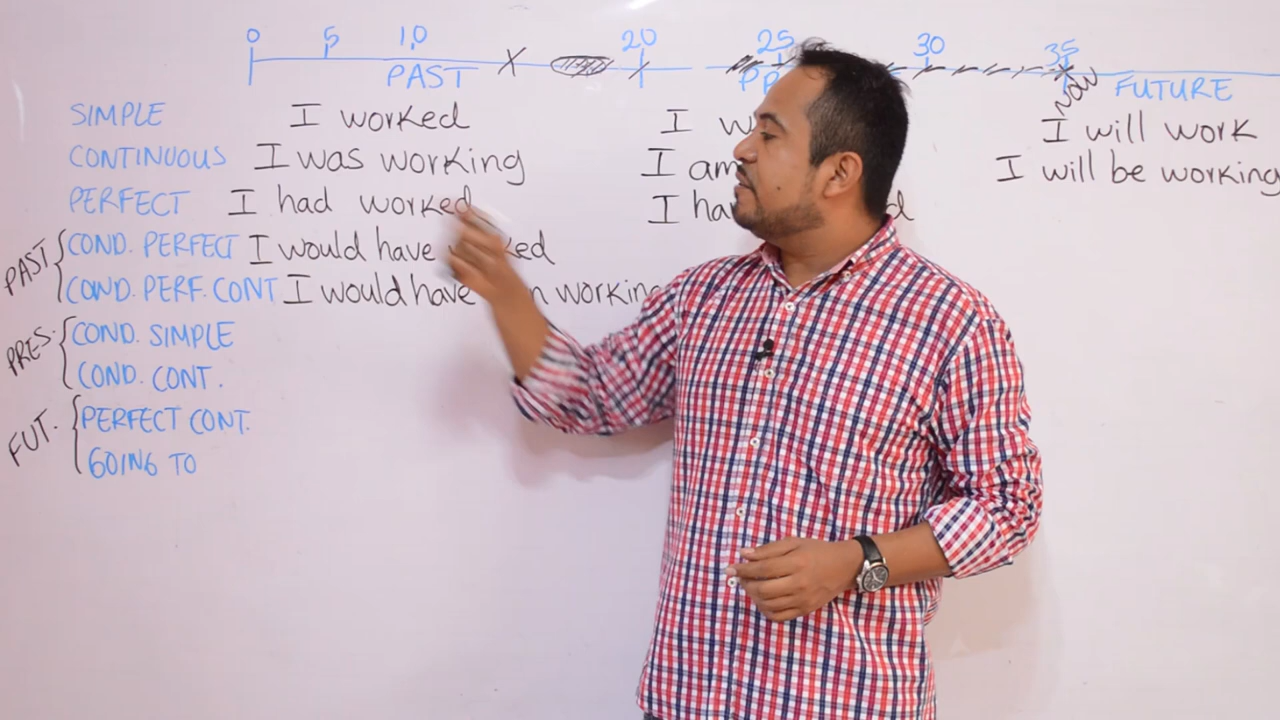 0 5 10 20 25 30 35
PAST FUTURE
NOW
SIMPLE I worked I I will work
CONTINUOUS I was working I am I will be working
PERFECT I had worked I
PAST COND. PERFECT I would have
COND. PERF. CONT I would have working
PRES. COND. SIMPLE
COND. CONT.
FUT. PERFECT CONT.
GOING TO